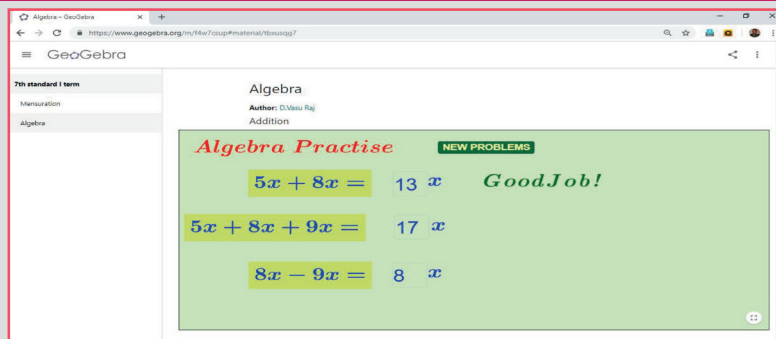 Algebra – GeoGebra
https://www.geogebra.org/m/f4w7csup#material/tbxusqg7
GeoGebra
7th standard I term
Mensuration
Algebra
Algebra
Author: D.Vasu Raj
Addition
Algebra Practise NEW PROBLEMS
5x + 8x = 13 x GoodJob!
5x + 8x + 9x = 17 x
8x − 9x = 8 x